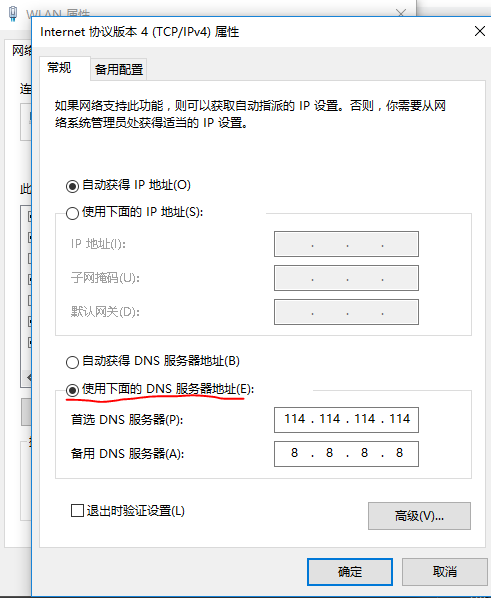 WLAN 属性
Internet 协议版本 4 (TCP/IPv4) 属性
网络
常规
备用配置
连
如果网络支持此功能，则可以获取自动指派的 IP 设置。否则，你需要从网
络系统管理员处获得适当的 IP 设置。
此
自动获得 IP 地址(O)
使用下面的 IP 地址(S):
IP 地址(I):
子网掩码(U):
默认网关(D):
自动获得 DNS 服务器地址(B)
使用下面的 DNS 服务器地址(E):
首选 DNS 服务器(P):
114 . 114 . 114 . 114
备用 DNS 服务器(A):
8 . 8 . 8 . 8
退出时验证设置(L)
高级(V)...
确定
取消